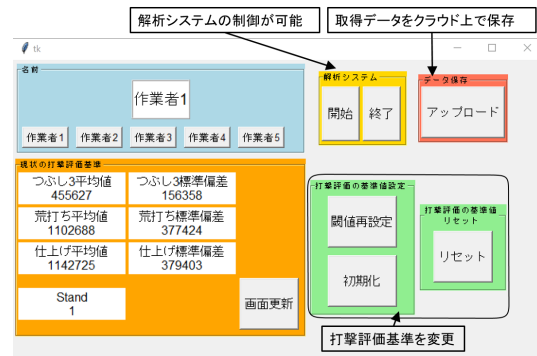 解析システムの制御が可能
取得データをクラウド上で保存
tk
名前
作業者1
作業者1 作業者2 作業者3 作業者4 作業者5
解析システム
開始 終了
データ保存
アップロード
現状の打撃評価基準
つぶし3平均値 つぶし3標準偏差
455627 156358
荒打ち平均値 荒打ち標準偏差
1102688 377424
仕上げ平均値 仕上げ標準偏差
1142725 379403
Stand
1
画面更新
打撃評価の基準値設定
閾値再設定
初期化
打撃評価の基準値
リセット
リセット
打撃評価基準を変更